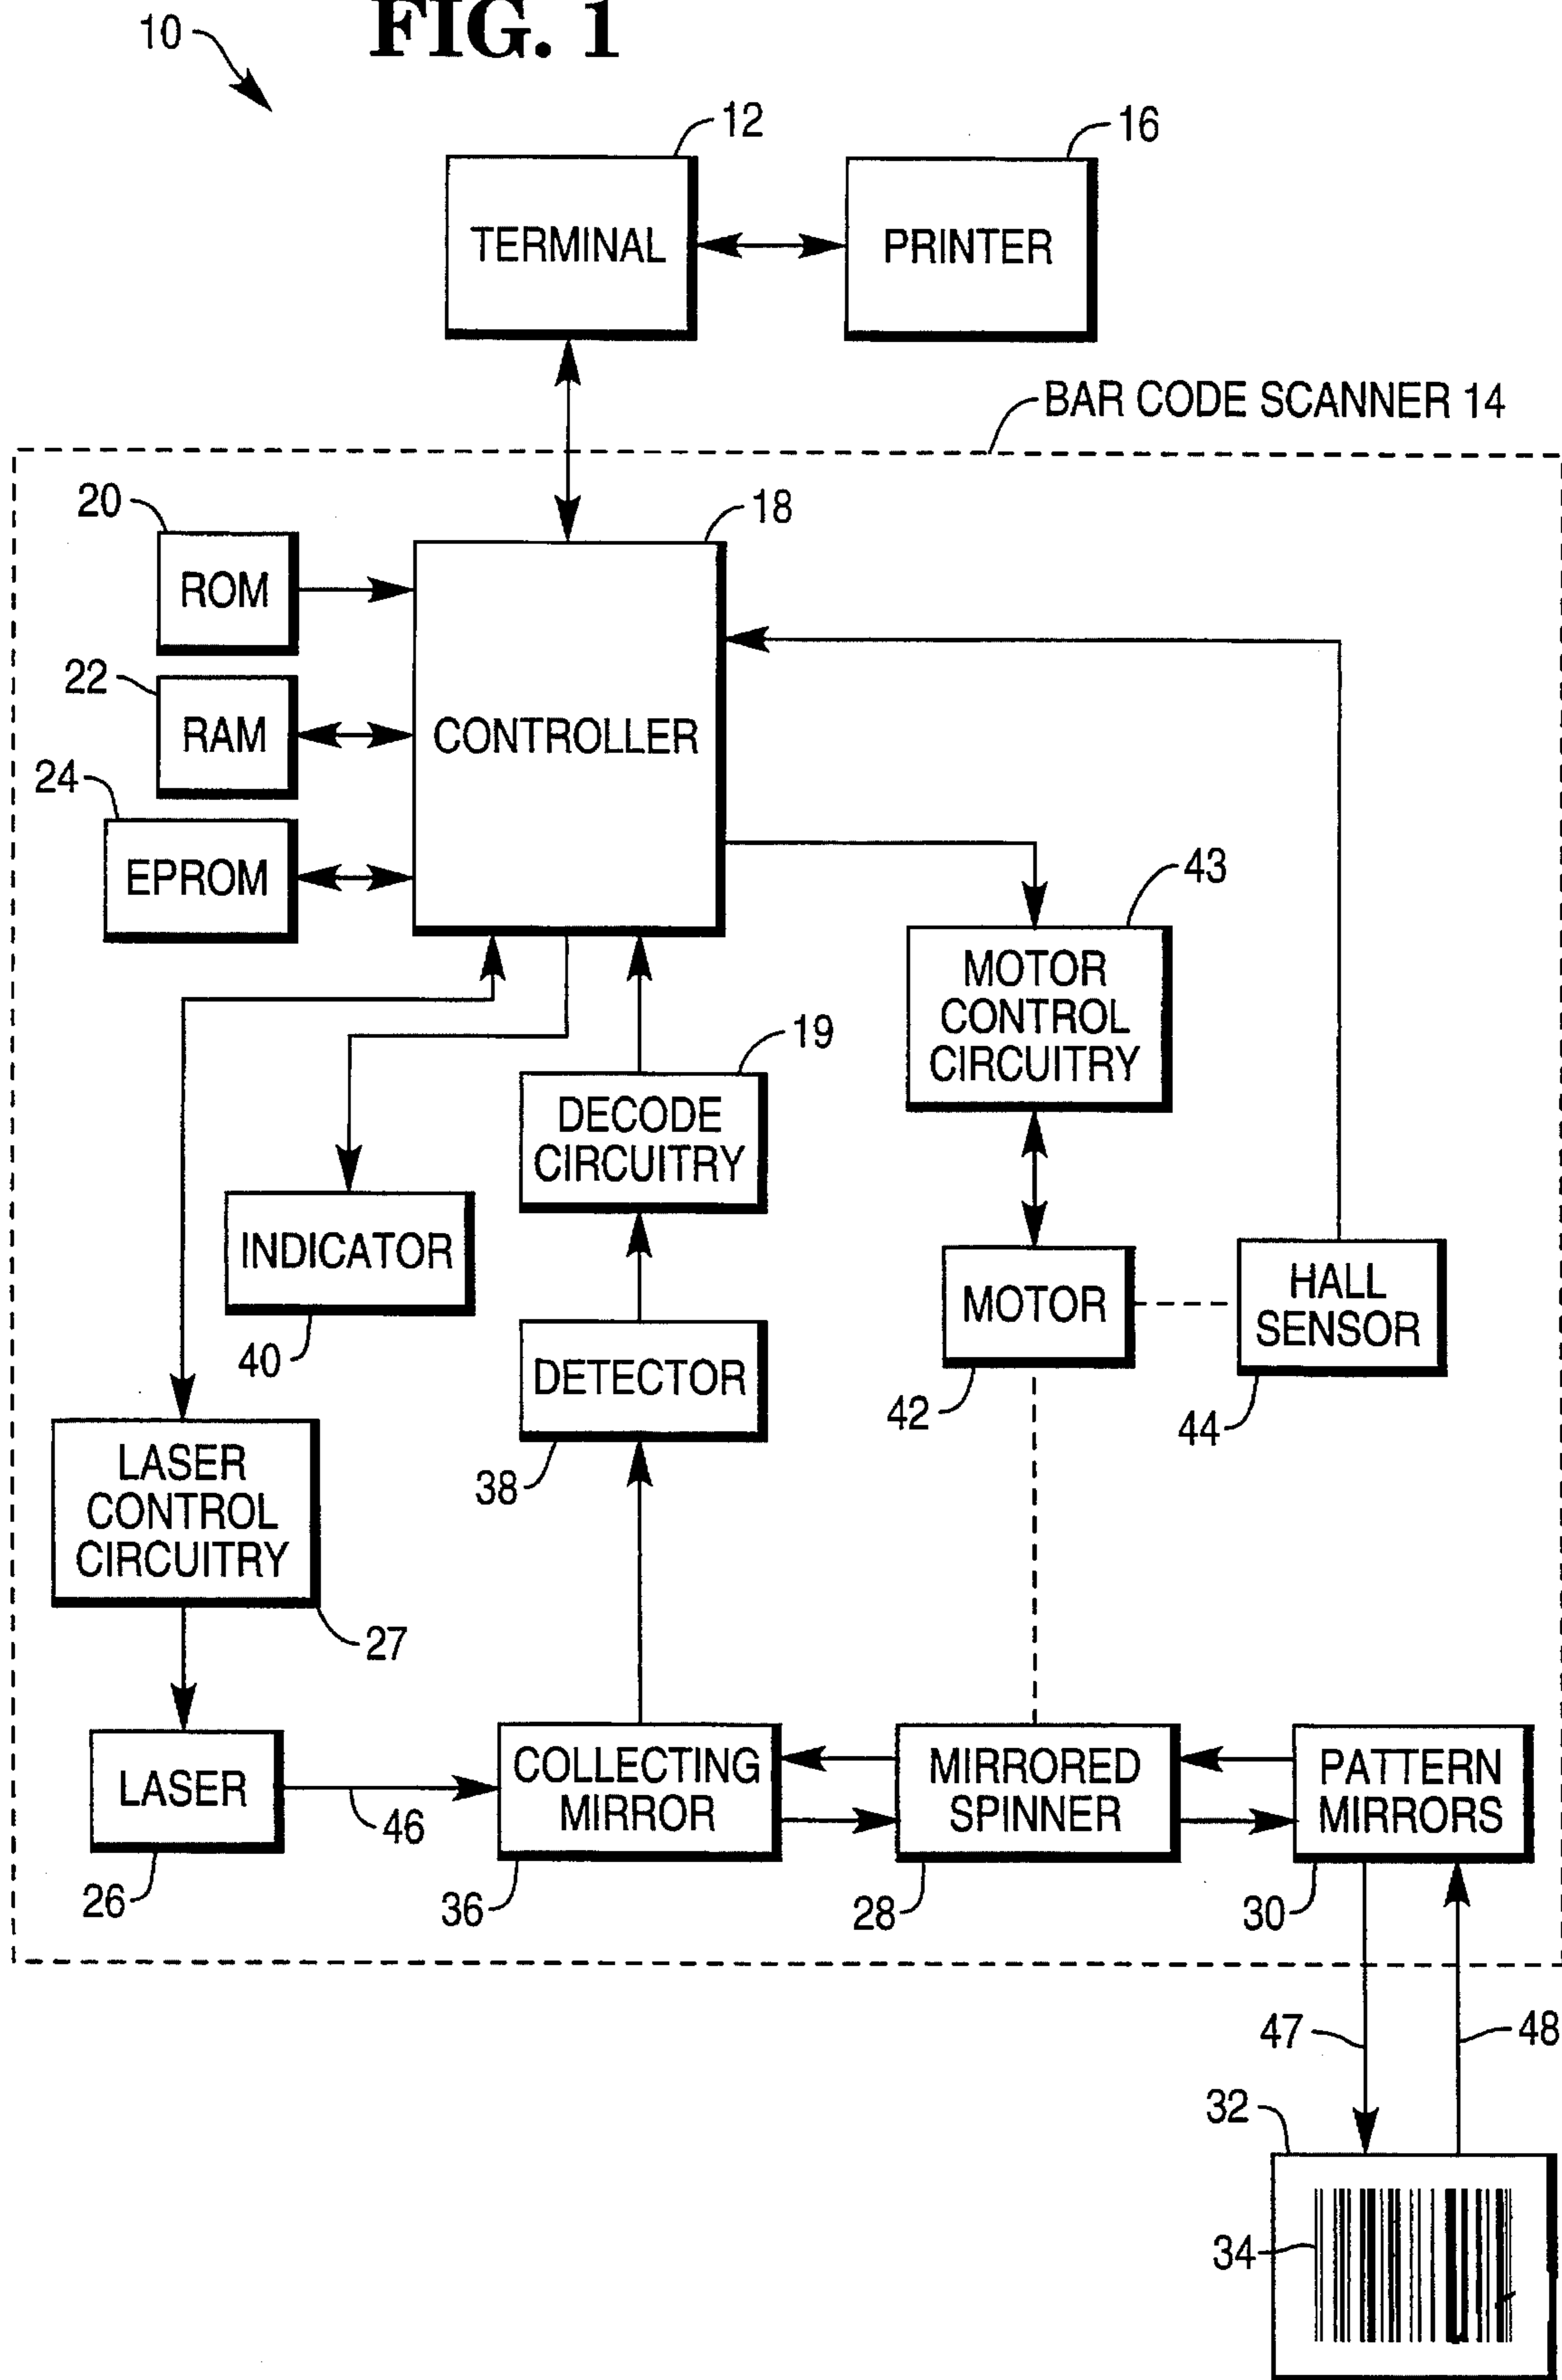 FIG. 1
10
12
16
TERMINAL
PRINTER
BAR CODE SCANNER 14
20
18
ROM
22
RAM
CONTROLLER
24
EPROM
43
MOTOR
CONTROL
CIRCUITRY
19
DECODE
CIRCUITRY
INDICATOR
40
MOTOR
42
HALL
SENSOR
44
DETECTOR
38
LASER
CONTROL
CIRCUITRY
27
LASER
26
46
COLLECTING
MIRROR
36
MIRRORED
SPINNER
28
PATTERN
MIRRORS
30
47
48
32
34